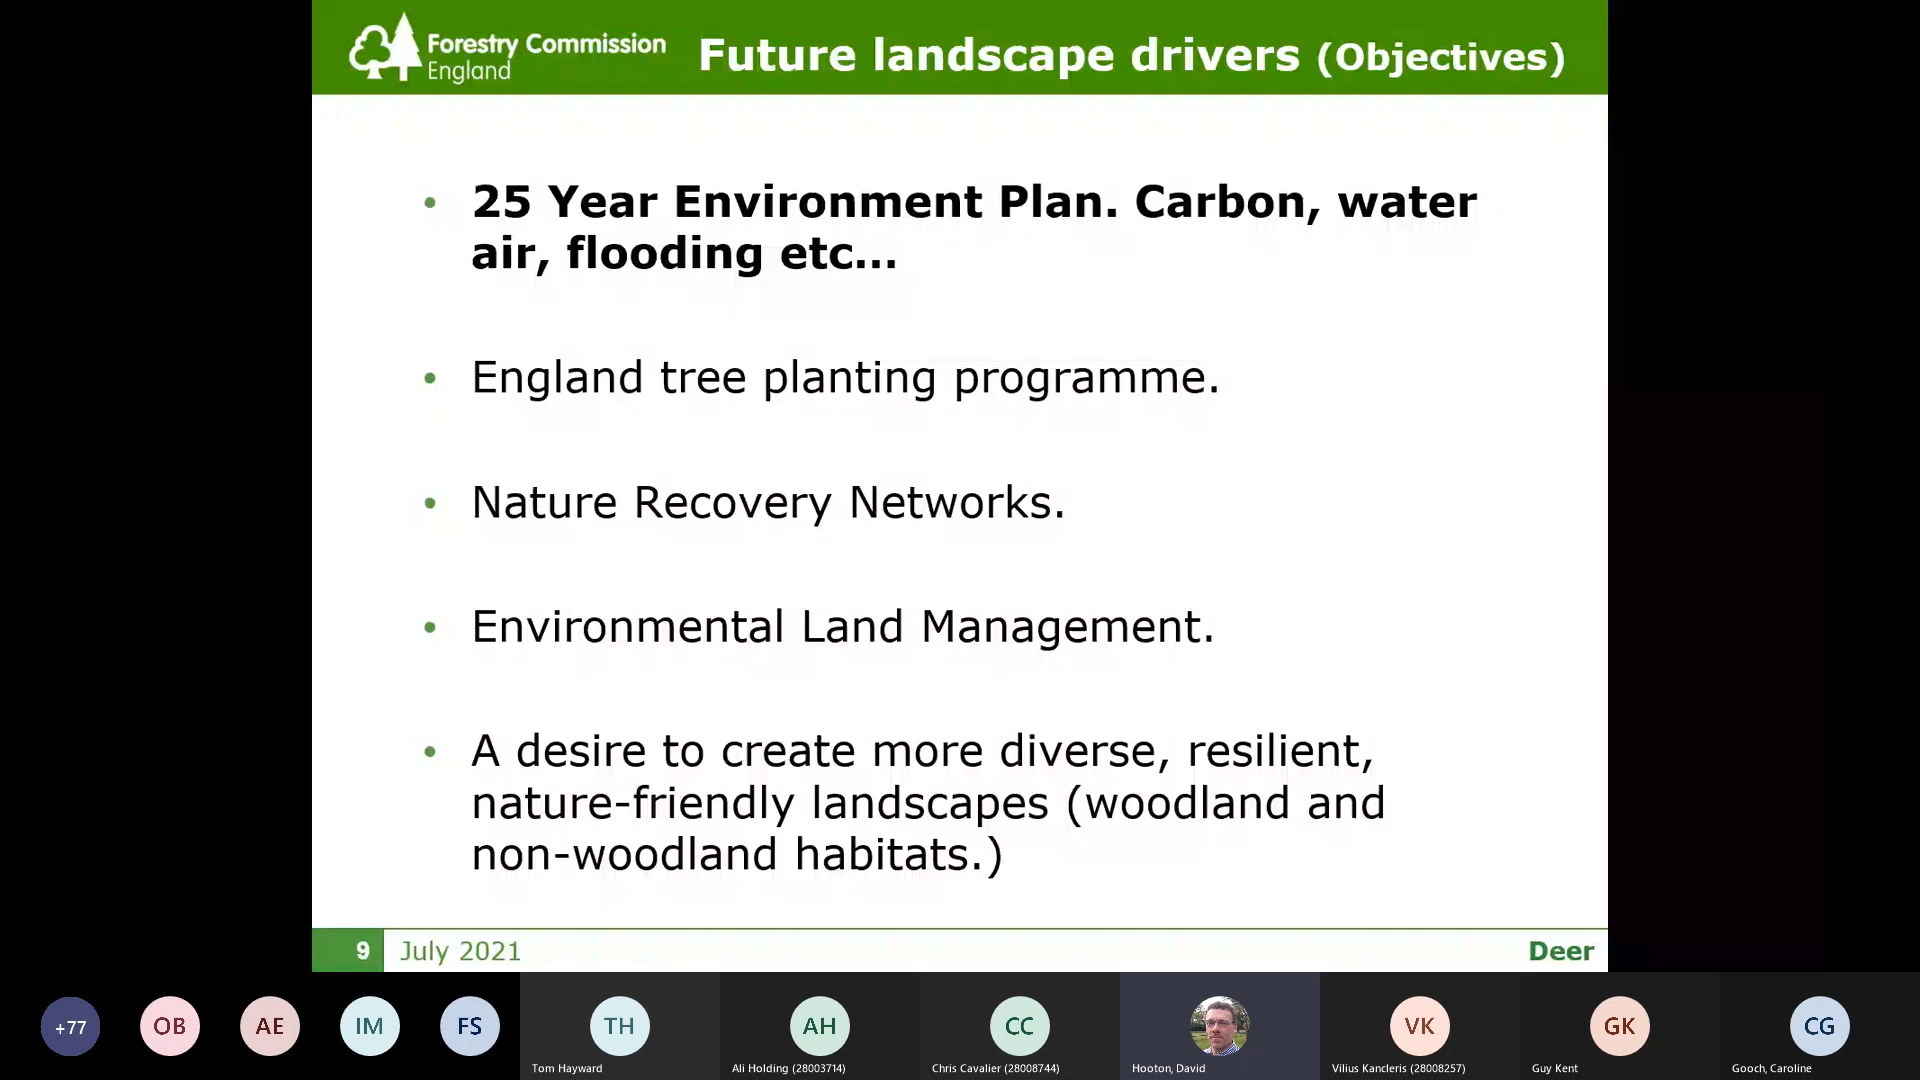 Forestry Commission
England
Future landscape drivers (Objectives)
• 25 Year Environment Plan. Carbon, water
air, flooding etc...
• England tree planting programme.
• Nature Recovery Networks.
• Environmental Land Management.
• A desire to create more diverse, resilient,
nature-friendly landscapes (woodland and
non-woodland habitats.)
9 July 2021 Deer
+77 OB AE IM FS TH AH CC VK GK CG
Tom Hayward Ali Holding (28003714) Chris Cavalier (28008744) Hooton, David Vilius Kancleris (28008257) Guy Kent Gooch, Caroline